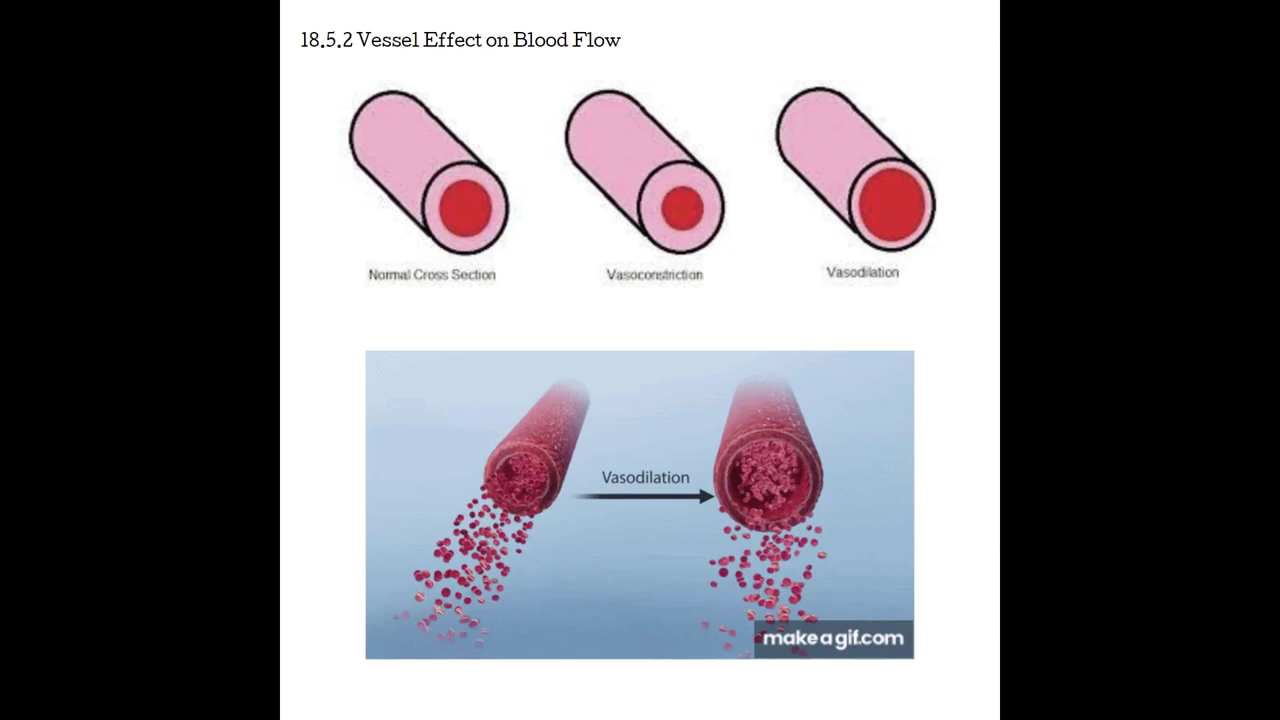 18.5.2 Vessel Effect on Blood Flow
Normal Cross Section
Vasoconstriction
Vasodilation
Vasodilation
makeagif.com